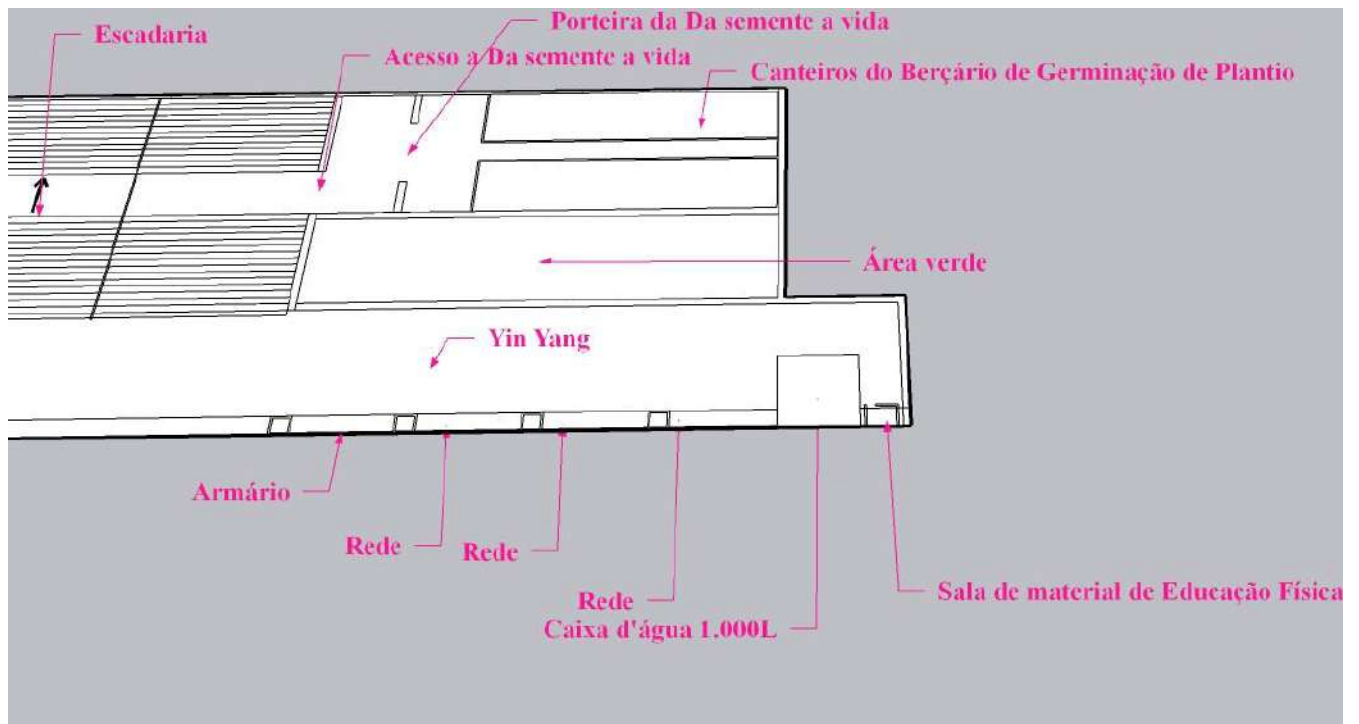 Porteira da Da semente a vida
Escadaria
Acesso a Da semente a vida
Canteiros do Berçário de Germinação de Plantio
Área verde
Yin Yang
Armário
Rede
Rede
Rede
Sala de material de Educação Física
Caixa d'água 1.000L